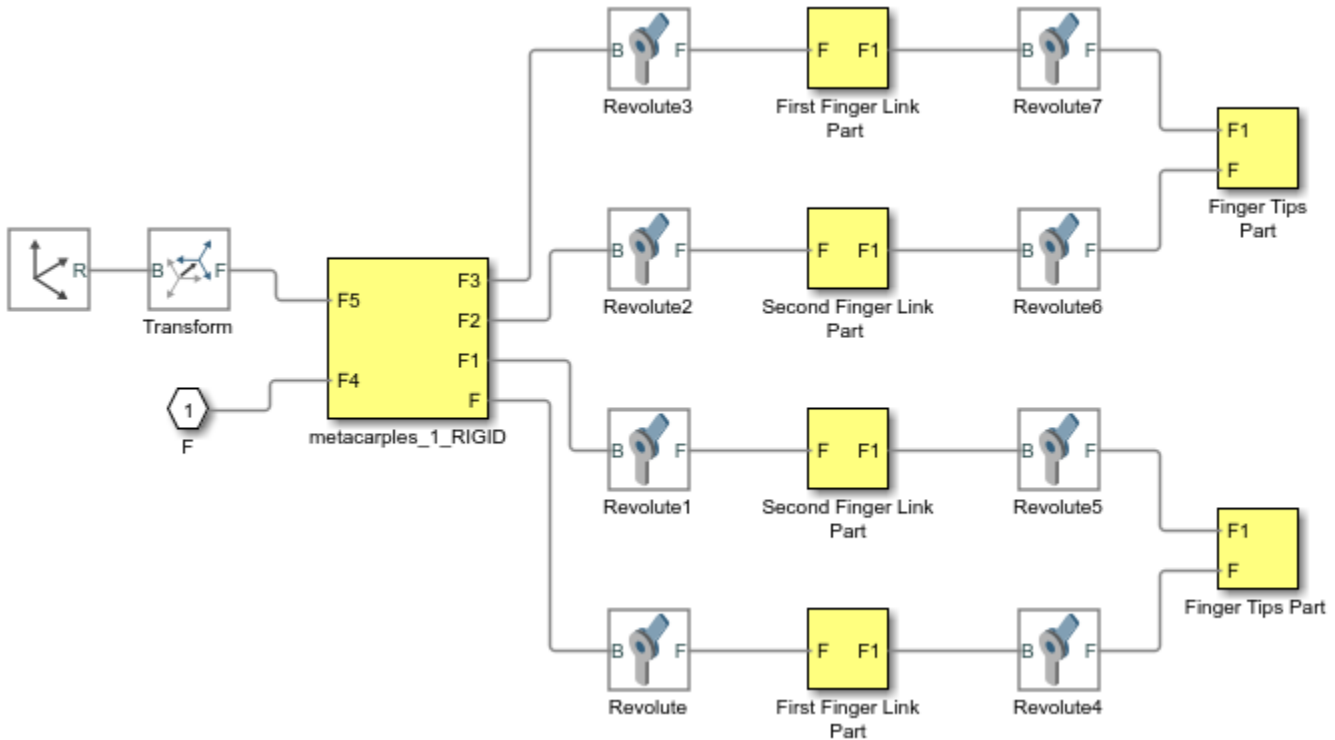 B F
Revolute3
F F1
First Finger Link
Part
B F
Revolute7
F1
F
Finger Tips
Part
B F
Revolute2
F F1
Second Finger Link
Part
B F
Revolute6
R
B F
Transform
F5
F4
F3
F2
F1
F
metacarples_1_RIGID
1
F
B F
Revolute1
F F1
Second Finger Link
Part
B F
Revolute5
F1
F
Finger Tips Part
B F
Revolute
F F1
First Finger Link
Part
B F
Revolute4